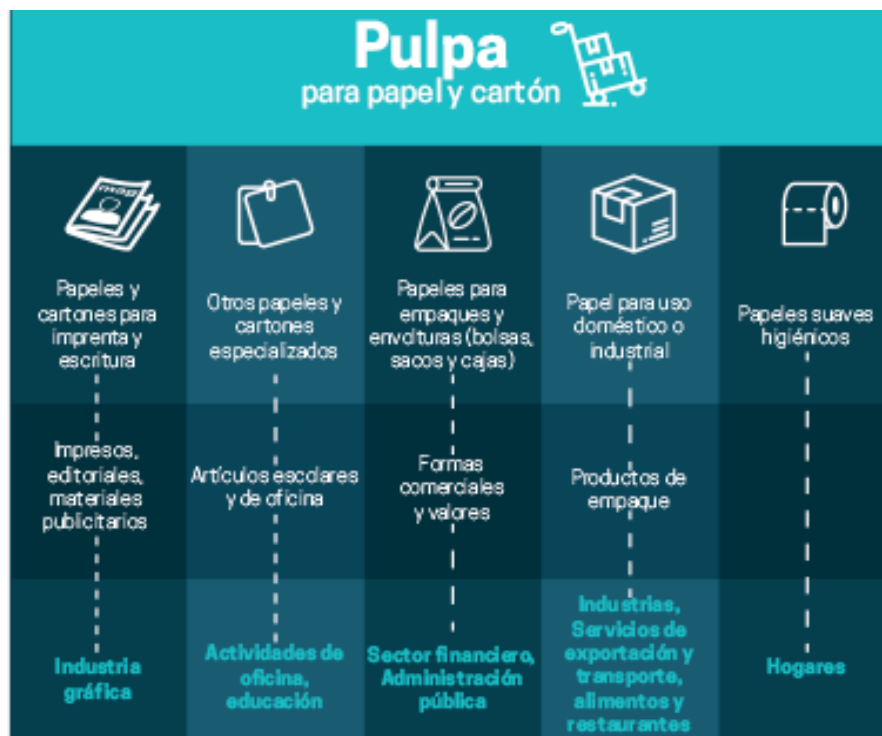 Pulpa
para papel y cartón
Papeles y
cartones para
imprenta y
escritura
Otros papeles y
cartones
especializados
Papeles para
empaques y
envolturas (bolsas,
sacos y cajas)
Papel para uso
doméstico o
industrial
Papeles suaves
higiénicos
Impresos,
editoriales,
materiales
publicitarios
Artículos escolares
y de oficina
Formas
comerciales
y valores
Productos de
empaque
Industria
gráfica
Actividades de
oficina,
educación
Sector financiero,
Administración
pública
Industrias,
Servicios de
exportación y
transporte,
alimentos y
restaurantes
Hogares